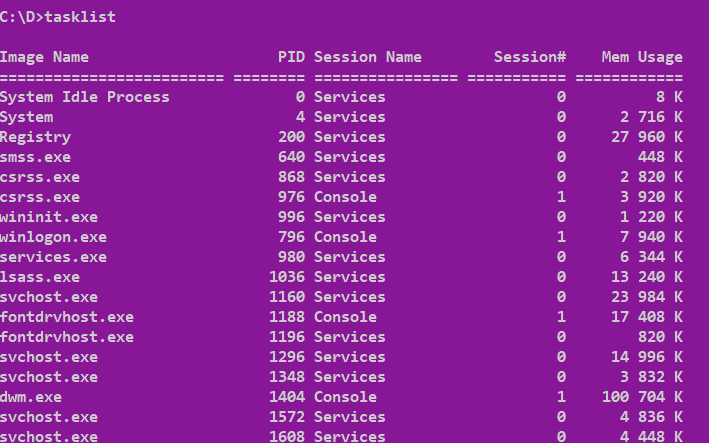 C:\D>tasklist
Image Name                     PID Session Name        Session#    Mem Usage
========================= ======== ================ =========== ============
System Idle Process              0 Services                   0          8 K
System                           4 Services                   0      2 716 K
Registry                       200 Services                   0     27 960 K
smss.exe                       640 Services                   0        448 K
csrss.exe                      868 Services                   0      2 820 K
csrss.exe                      976 Console                    1      3 920 K
wininit.exe                    996 Services                   0      1 220 K
winlogon.exe                   796 Console                    1      7 940 K
services.exe                   980 Services                   0      6 344 K
lsass.exe                     1036 Services                   0     13 240 K
svchost.exe                   1160 Services                   0     23 984 K
fontdrvhost.exe               1188 Console                    1     17 408 K
fontdrvhost.exe               1196 Services                   0        820 K
svchost.exe                   1296 Services                   0     14 996 K
svchost.exe                   1348 Services                   0      3 832 K
dwm.exe                       1404 Console                    1    100 704 K
svchost.exe                   1572 Services                   0      4 836 K
svchost.exe                   1608 Services                   0      4 448 K